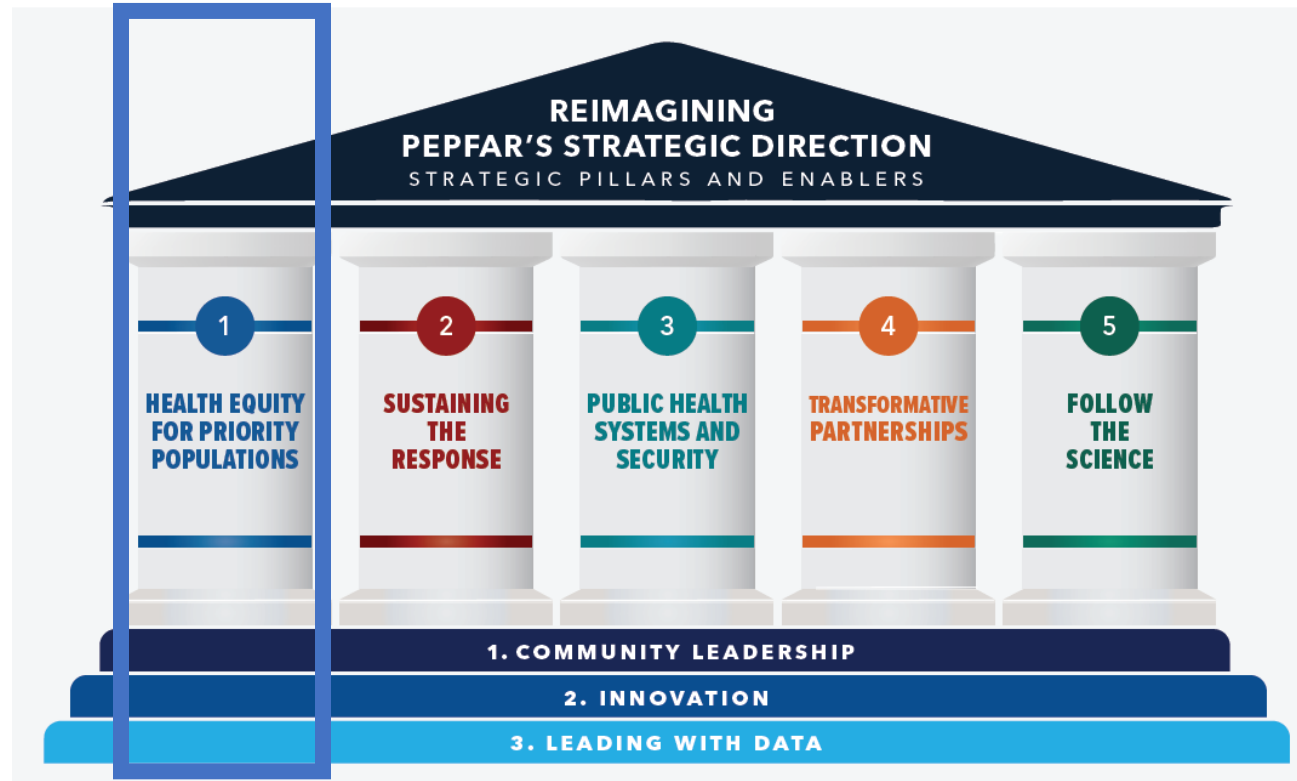 REIMAGINING
PEPFAR'S STRATEGIC DIRECTION
STRATEGIC PILLARS AND ENABLERS
1
HEALTH EQUITY
FOR PRIORITY
POPULATIONS
2
SUSTAINING
THE
RESPONSE
3
PUBLIC HEALTH
SYSTEMS AND
SECURITY
4
TRANSFORMATIVE
PARTNERSHIPS
5
FOLLOW
THE
SCIENCE
1. COMMUNITY LEADERSHIP
2. INNOVATION
3. LEADING WITH DATA